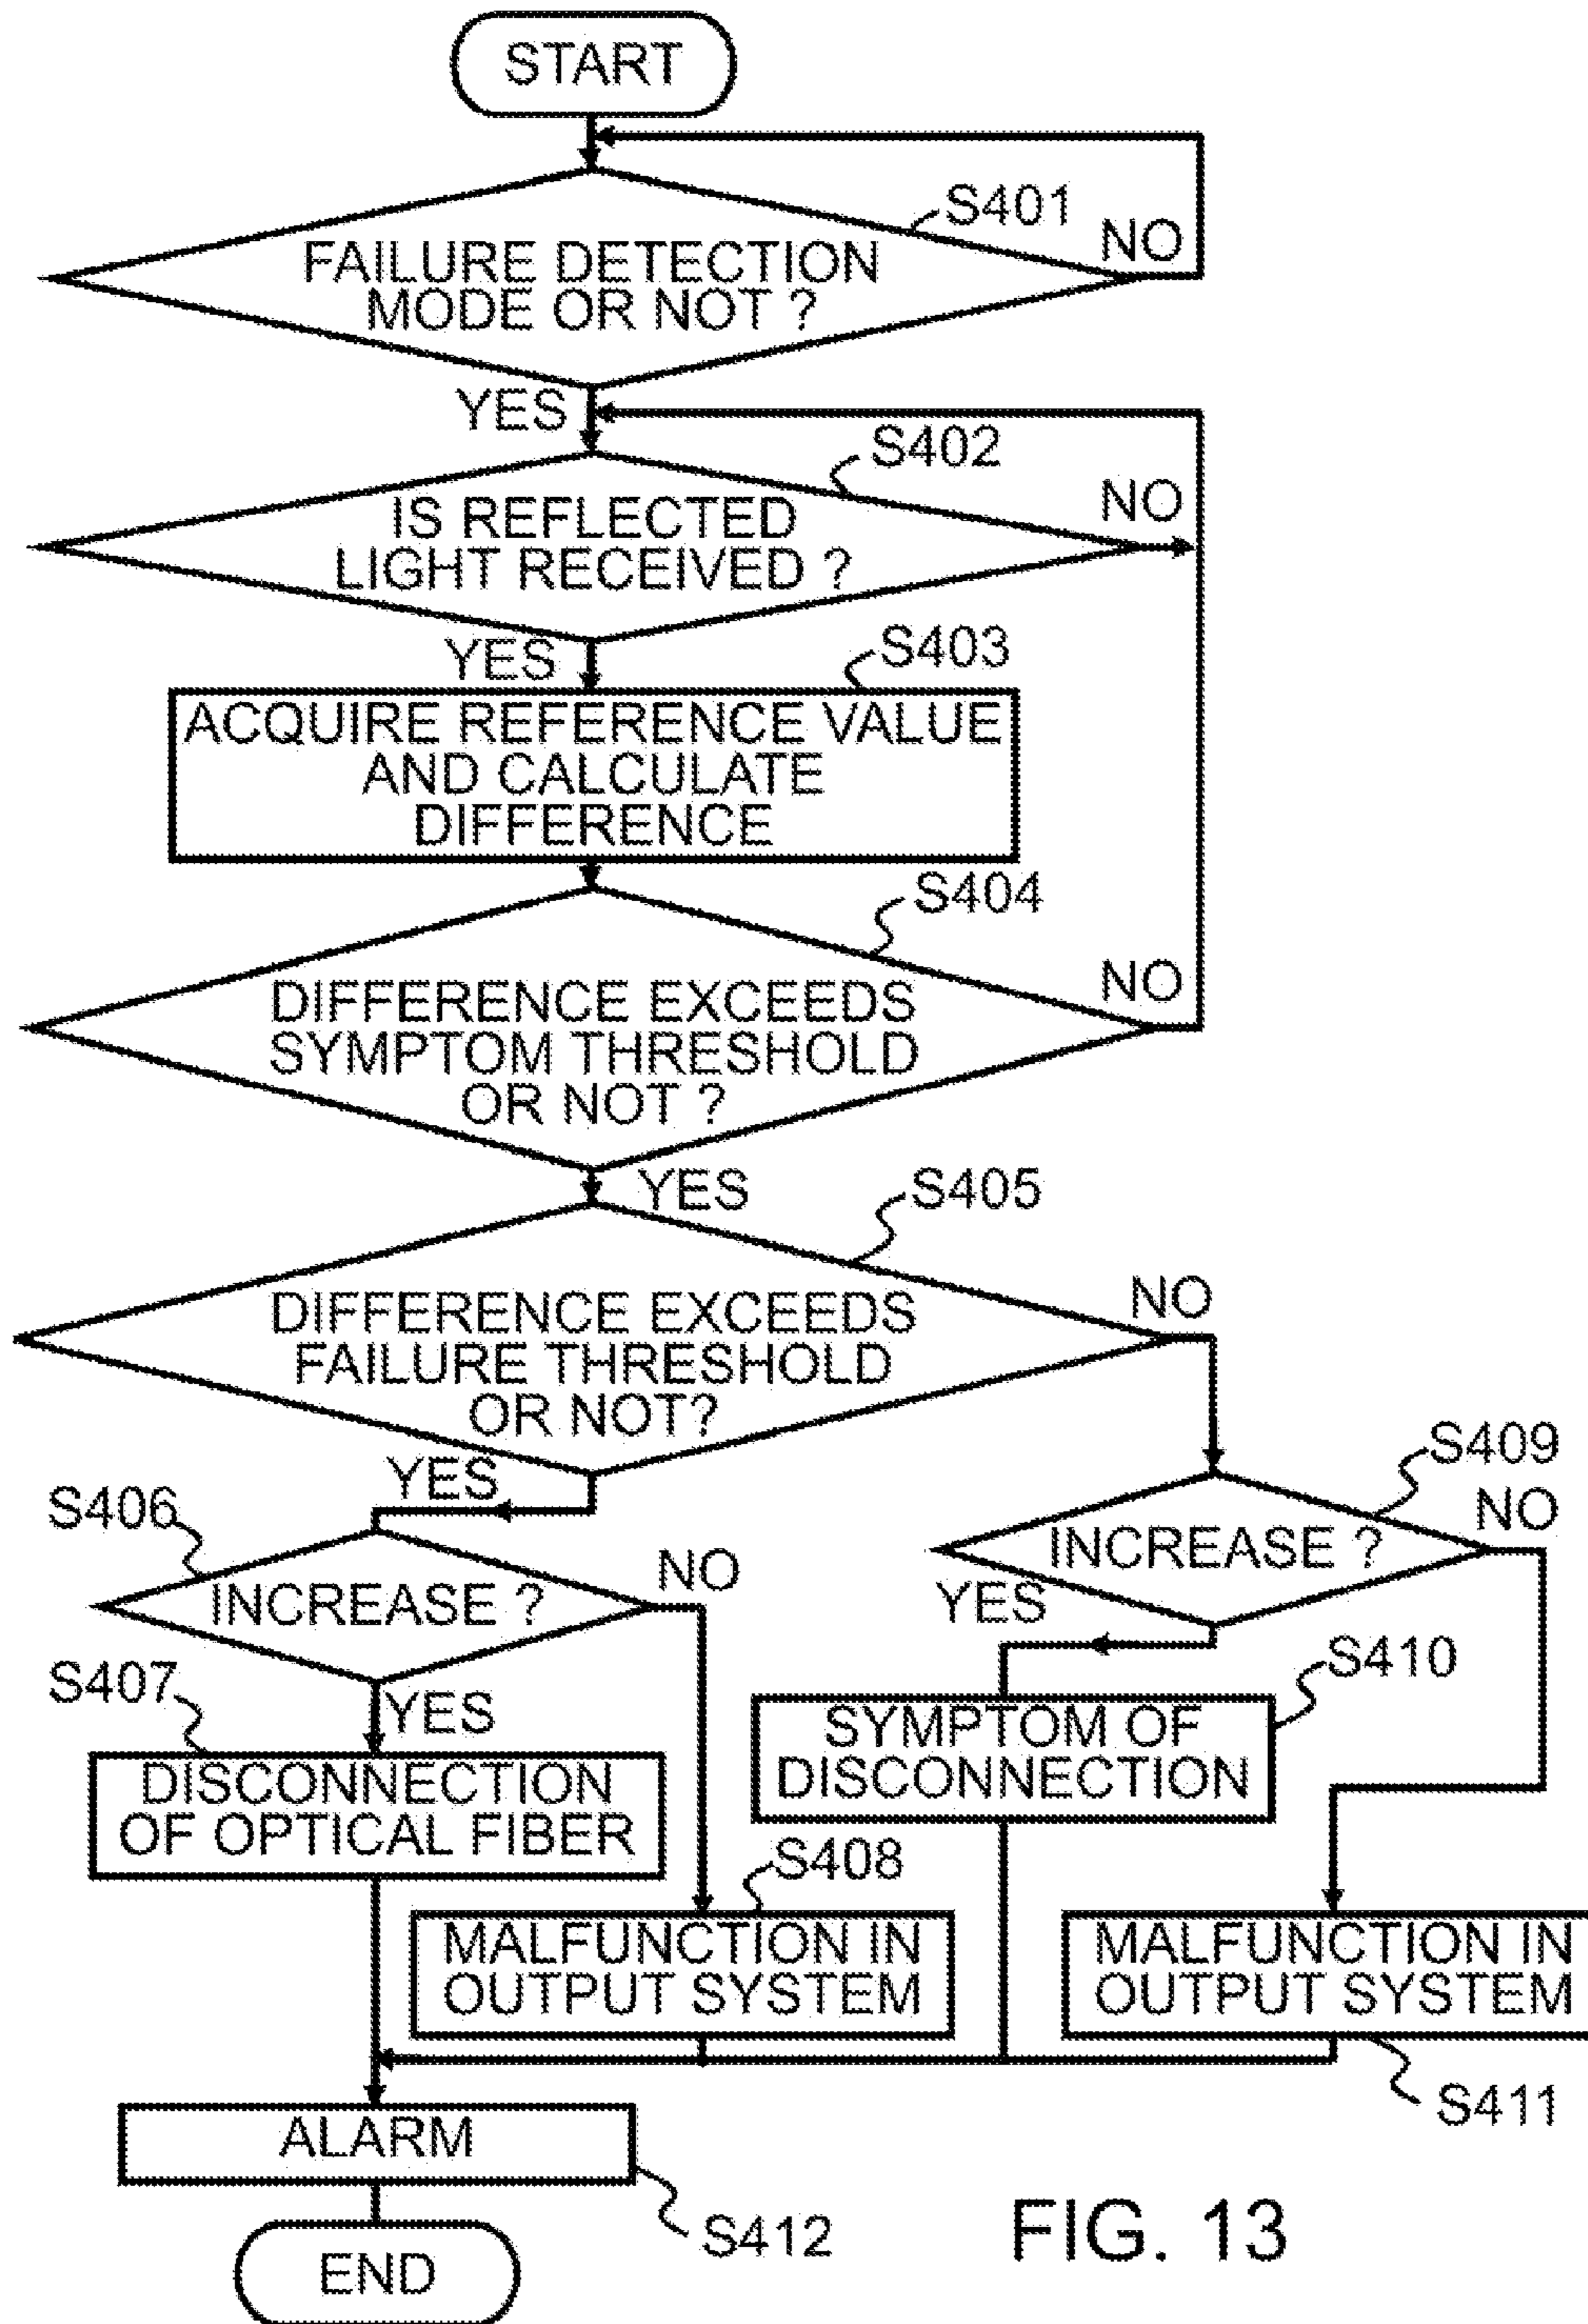 START
S401
NO
FAILURE DETECTION
MODE OR NOT ?
YES
S402
NO
IS REFLECTED
LIGHT RECEIVED ?
YES
S403
ACQUIRE REFERENCE VALUE
AND CALCULATE
DIFFERENCE
S404
NO
DIFFERENCE EXCEEDS
SYMPTOM THRESHOLD
OR NOT ?
YES
S405
NO
DIFFERENCE EXCEEDS
FAILURE THRESHOLD
OR NOT?
YES
S406
INCREASE ?
NO
S409
NO
INCREASE ?
YES
S407
YES
DISCONNECTION
OF OPTICAL FIBER
S410
SYMPTOM OF
DISCONNECTION
S408
MALFUNCTION IN
OUTPUT SYSTEM
MALFUNCTION IN
OUTPUT SYSTEM
S411
ALARM
S412
END
FIG. 13